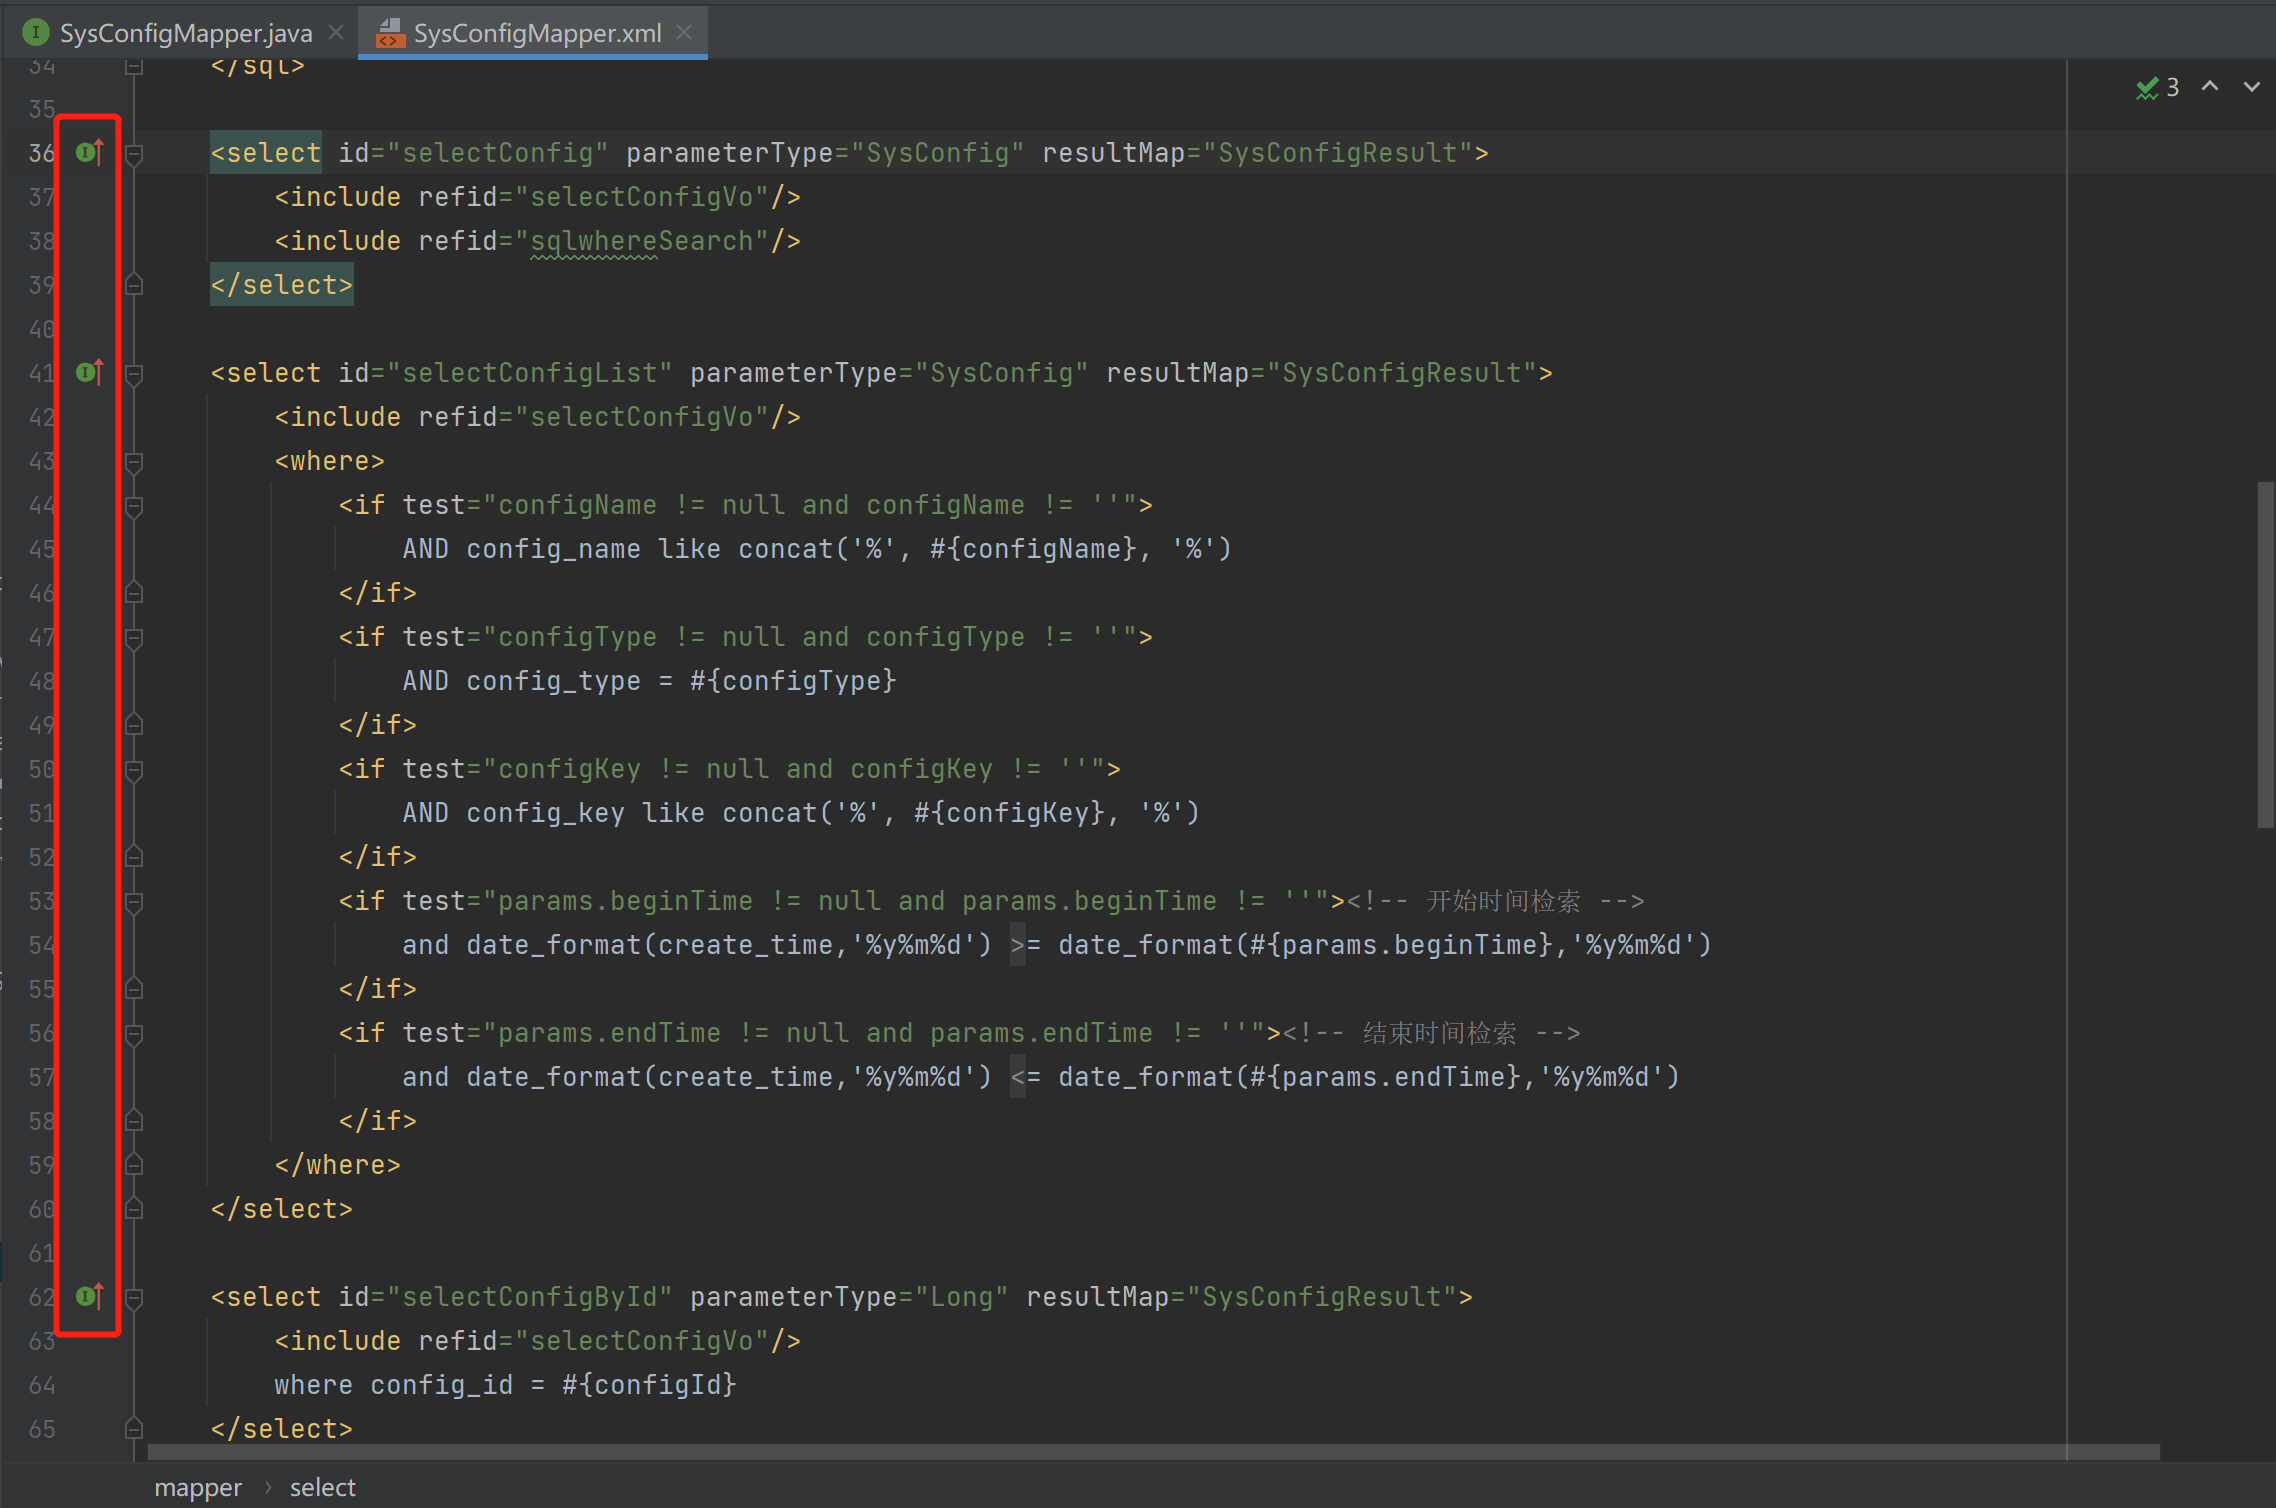 SysConfigMapper.java
SysConfigMapper.xml
3
34 </sql>
35
36 <select id="selectConfig" parameterType="SysConfig" resultMap="SysConfigResult">
37 <include refid="selectConfigVo"/>
38 <include refid="sqlwhereSearch"/>
39 </select>
40
41 <select id="selectConfigList" parameterType="SysConfig" resultMap="SysConfigResult">
42 <include refid="selectConfigVo"/>
43 <where>
44 <if test="configName != null and configName != ''">
45 AND config_name like concat('%', #{configName}, '%')
46 </if>
47 <if test="configType != null and configType != ''">
48 AND config_type = #{configType}
49 </if>
50 <if test="configKey != null and configKey != ''">
51 AND config_key like concat('%', #{configKey}, '%')
52 </if>
53 <if test="params.beginTime != null and params.beginTime != ''"><!-- 开始时间检索 -->
54 and date_format(create_time,'%y%m%d') >= date_format(#{params.beginTime},'%y%m%d')
55 </if>
56 <if test="params.endTime != null and params.endTime != ''"><!-- 结束时间检索 -->
57 and date_format(create_time,'%y%m%d') <= date_format(#{params.endTime},'%y%m%d')
58 </if>
59 </where>
60 </select>
61
62 <select id="selectConfigById" parameterType="Long" resultMap="SysConfigResult">
63 <include refid="selectConfigVo"/>
64 where config_id = #{configId}
65 </select>
mapper › select